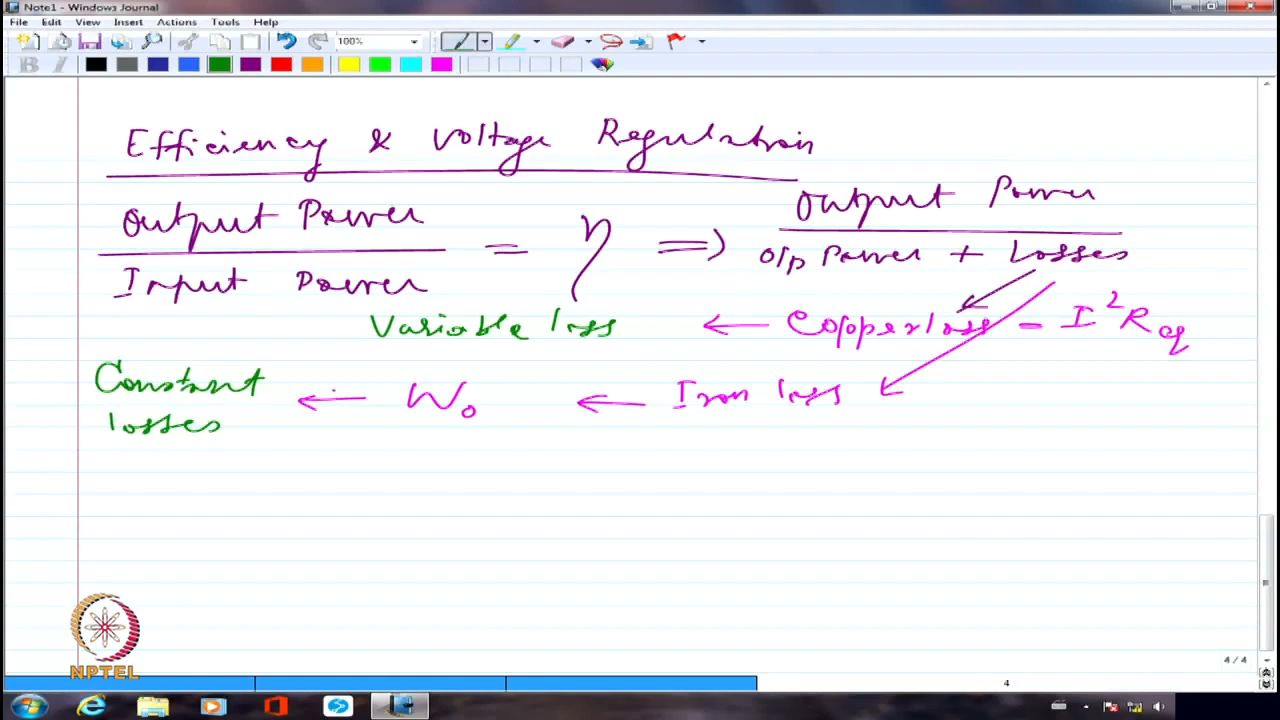 Note1 - Windows Journal
File Edit View Insert Actions Tools Help
100%
B I
Efficiency & Voltage Regulation
Output Power / Input Power = η ⇒ Output Power / O/p Power + Losses
Variable loss ← Copper loss - I²Req
Constant losses ← W₀ ← Iron loss
4 / 4
NPTEL
4